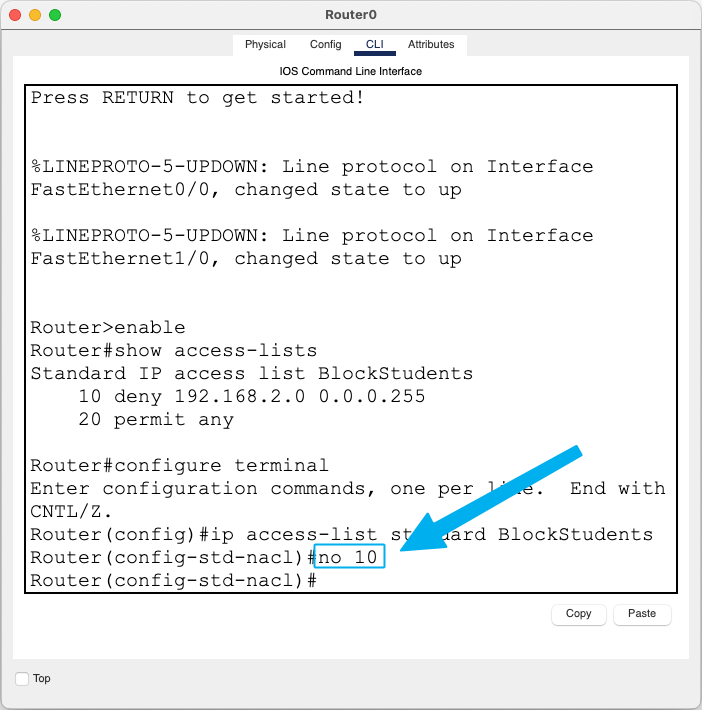 Router0
Physical Config CLI Attributes
IOS Command Line Interface
Press RETURN to get started!
%LINEPROTO-5-UPDOWN: Line protocol on Interface
FastEthernet0/0, changed state to up
%LINEPROTO-5-UPDOWN: Line protocol on Interface
FastEthernet1/0, changed state to up
Router>enable
Router#show access-lists
Standard IP access list BlockStudents
10 deny 192.168.2.0 0.0.0.255
20 permit any
Router#configure terminal
Enter configuration commands, one per line. End with
CNTL/Z.
Router(config)#ip access-list standard BlockStudents
Router(config-std-nacl)#no 10
Router(config-std-nacl)#
Copy Paste
Top